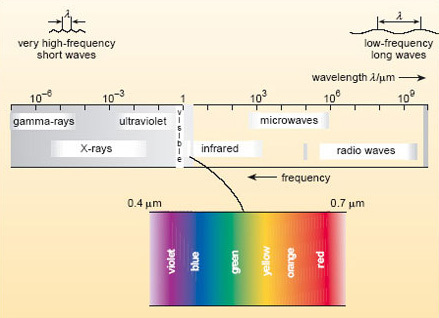 λ
λ
very high-frequency
short waves
low-frequency
long waves
wavelength λ/μm
10⁻⁶ 10⁻³ 1 10³ 10⁶ 10⁹
gamma-rays ultraviolet visible microwaves
X-rays infrared radio waves
frequency
0.4 μm 0.7 μm
violet blue green yellow orange red